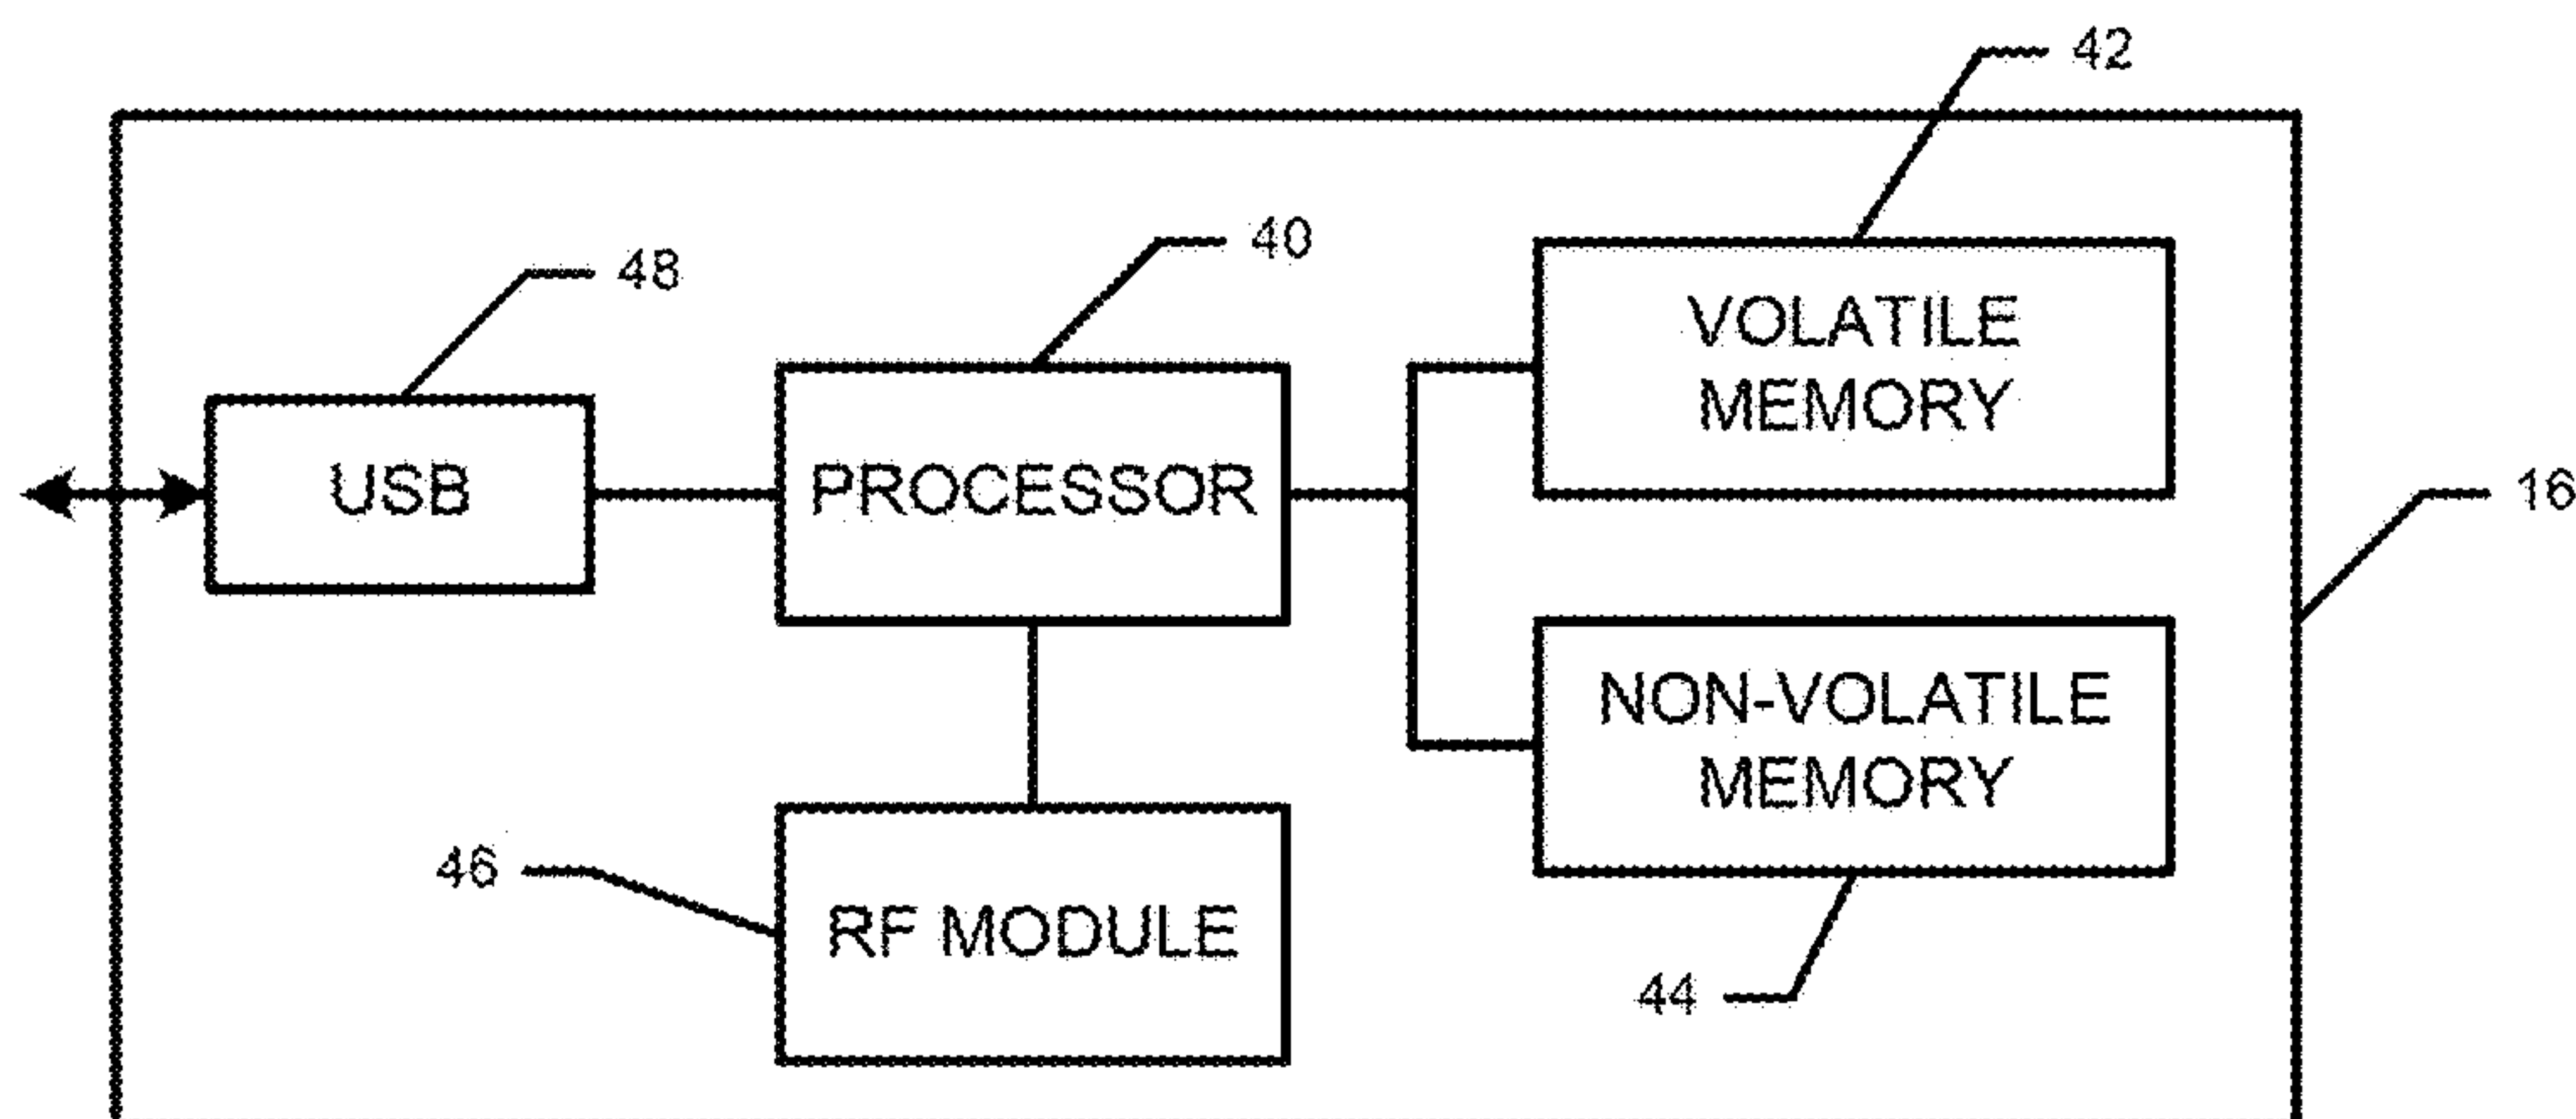 42
40
48
VOLATILE
MEMORY
USB
PROCESSOR
16
NON-VOLATILE
MEMORY
46
RF MODULE
44